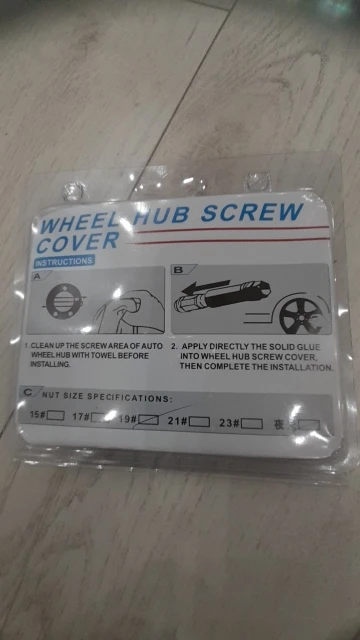 WHEEL HUB SCREW
COVER
INSTRUCTIONS
A
B
1. CLEAN UP THE SCREW AREA OF AUTO
WHEEL HUB WITH TOWEL BEFORE
INSTALLING.
2. APPLY DIRECTLY THE SOLID GLUE
INTO WHEEL HUB SCREW COVER,
THEN COMPLETE THE INSTALLATION.
C NUT SIZE SPECIFICATIONS:
15# 17# 19# 21# 23# 夜